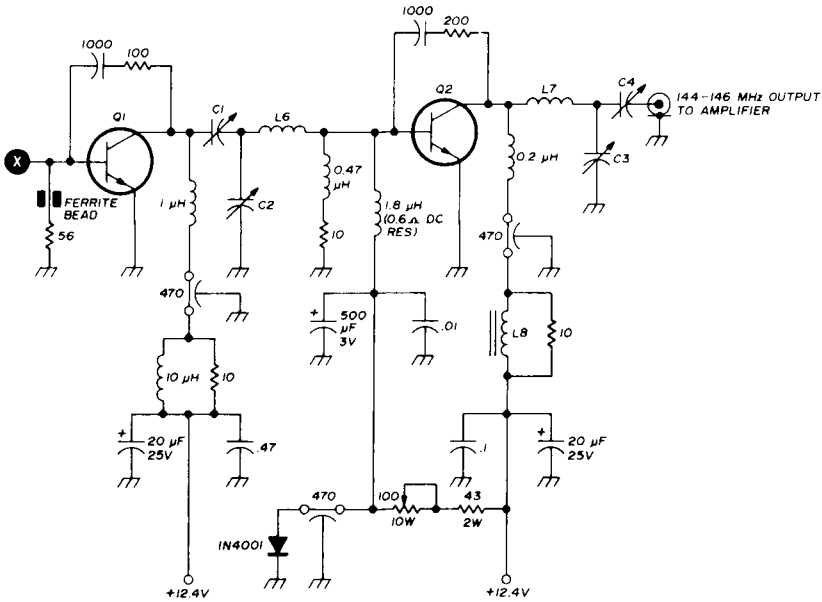 1000
100
Q1
C1
L6
1000
200
Q2
L7
C4
144-146 MHz OUTPUT
TO AMPLIFIER
X
FERRITE
BEAD
56
1 µH
C2
0.47
µH
10
1.8 µH
(0.6Ω DC
RES)
0.2 µH
C3
470
470
+
500
µF
3V
.01
L8
10
10 µH
10
+
20 µF
25V
.47
.1
+
20 µF
25V
470
100
10W
43
2W
1N4001
+12.4V
+12.4V